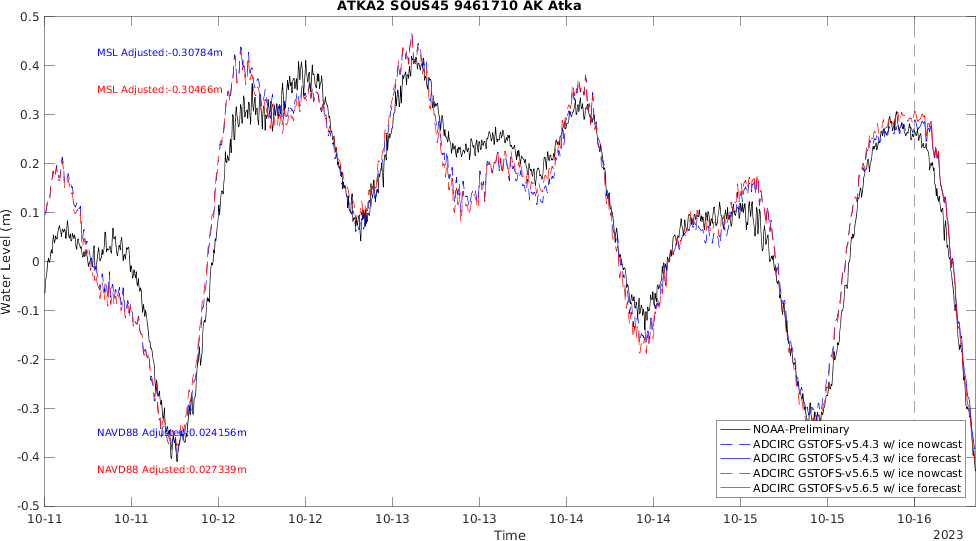 ATKA2 SOUS45 9461710 AK Atka
MSL Adjusted:-0.30784m
MSL Adjusted:-0.30466m
NAVD88 Adjusted:0.024156m
NAVD88 Adjusted:0.027339m
Water Level (m)
0.5
0.4
0.3
0.2
0.1
0
-0.1
-0.2
-0.3
-0.4
-0.5
NOAA-Preliminary
ADCIRC GSTOFS-v5.4.3 w/ ice nowcast
ADCIRC GSTOFS-v5.4.3 w/ ice forecast
ADCIRC GSTOFS-v5.6.5 w/ ice nowcast
ADCIRC GSTOFS-v5.6.5 w/ ice forecast
10-11 10-11 10-12 10-12 10-13 10-13 10-14 10-14 10-15 10-15 10-16
Time
2023